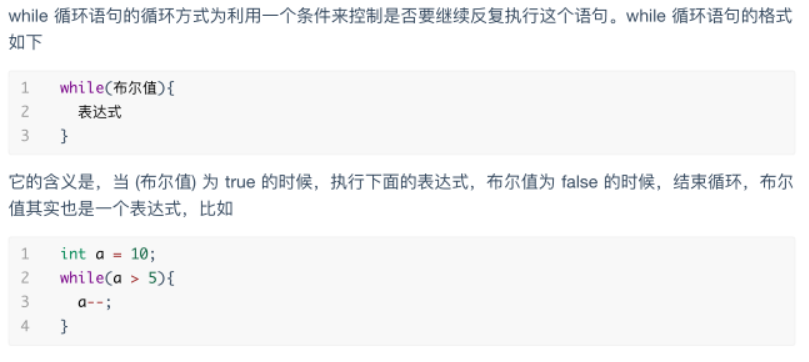 while 循环语句的循环方式为利用一个条件来控制是否要继续反复执行这个语句。while 循环语句的格式
如下
1 while(布尔值){
2 表达式
3 }
它的含义是，当 (布尔值) 为 true 的时候，执行下面的表达式，布尔值为 false 的时候，结束循环，布尔
值其实也是一个表达式，比如
1 int a = 10;
2 while(a > 5){
3 a--;
4 }